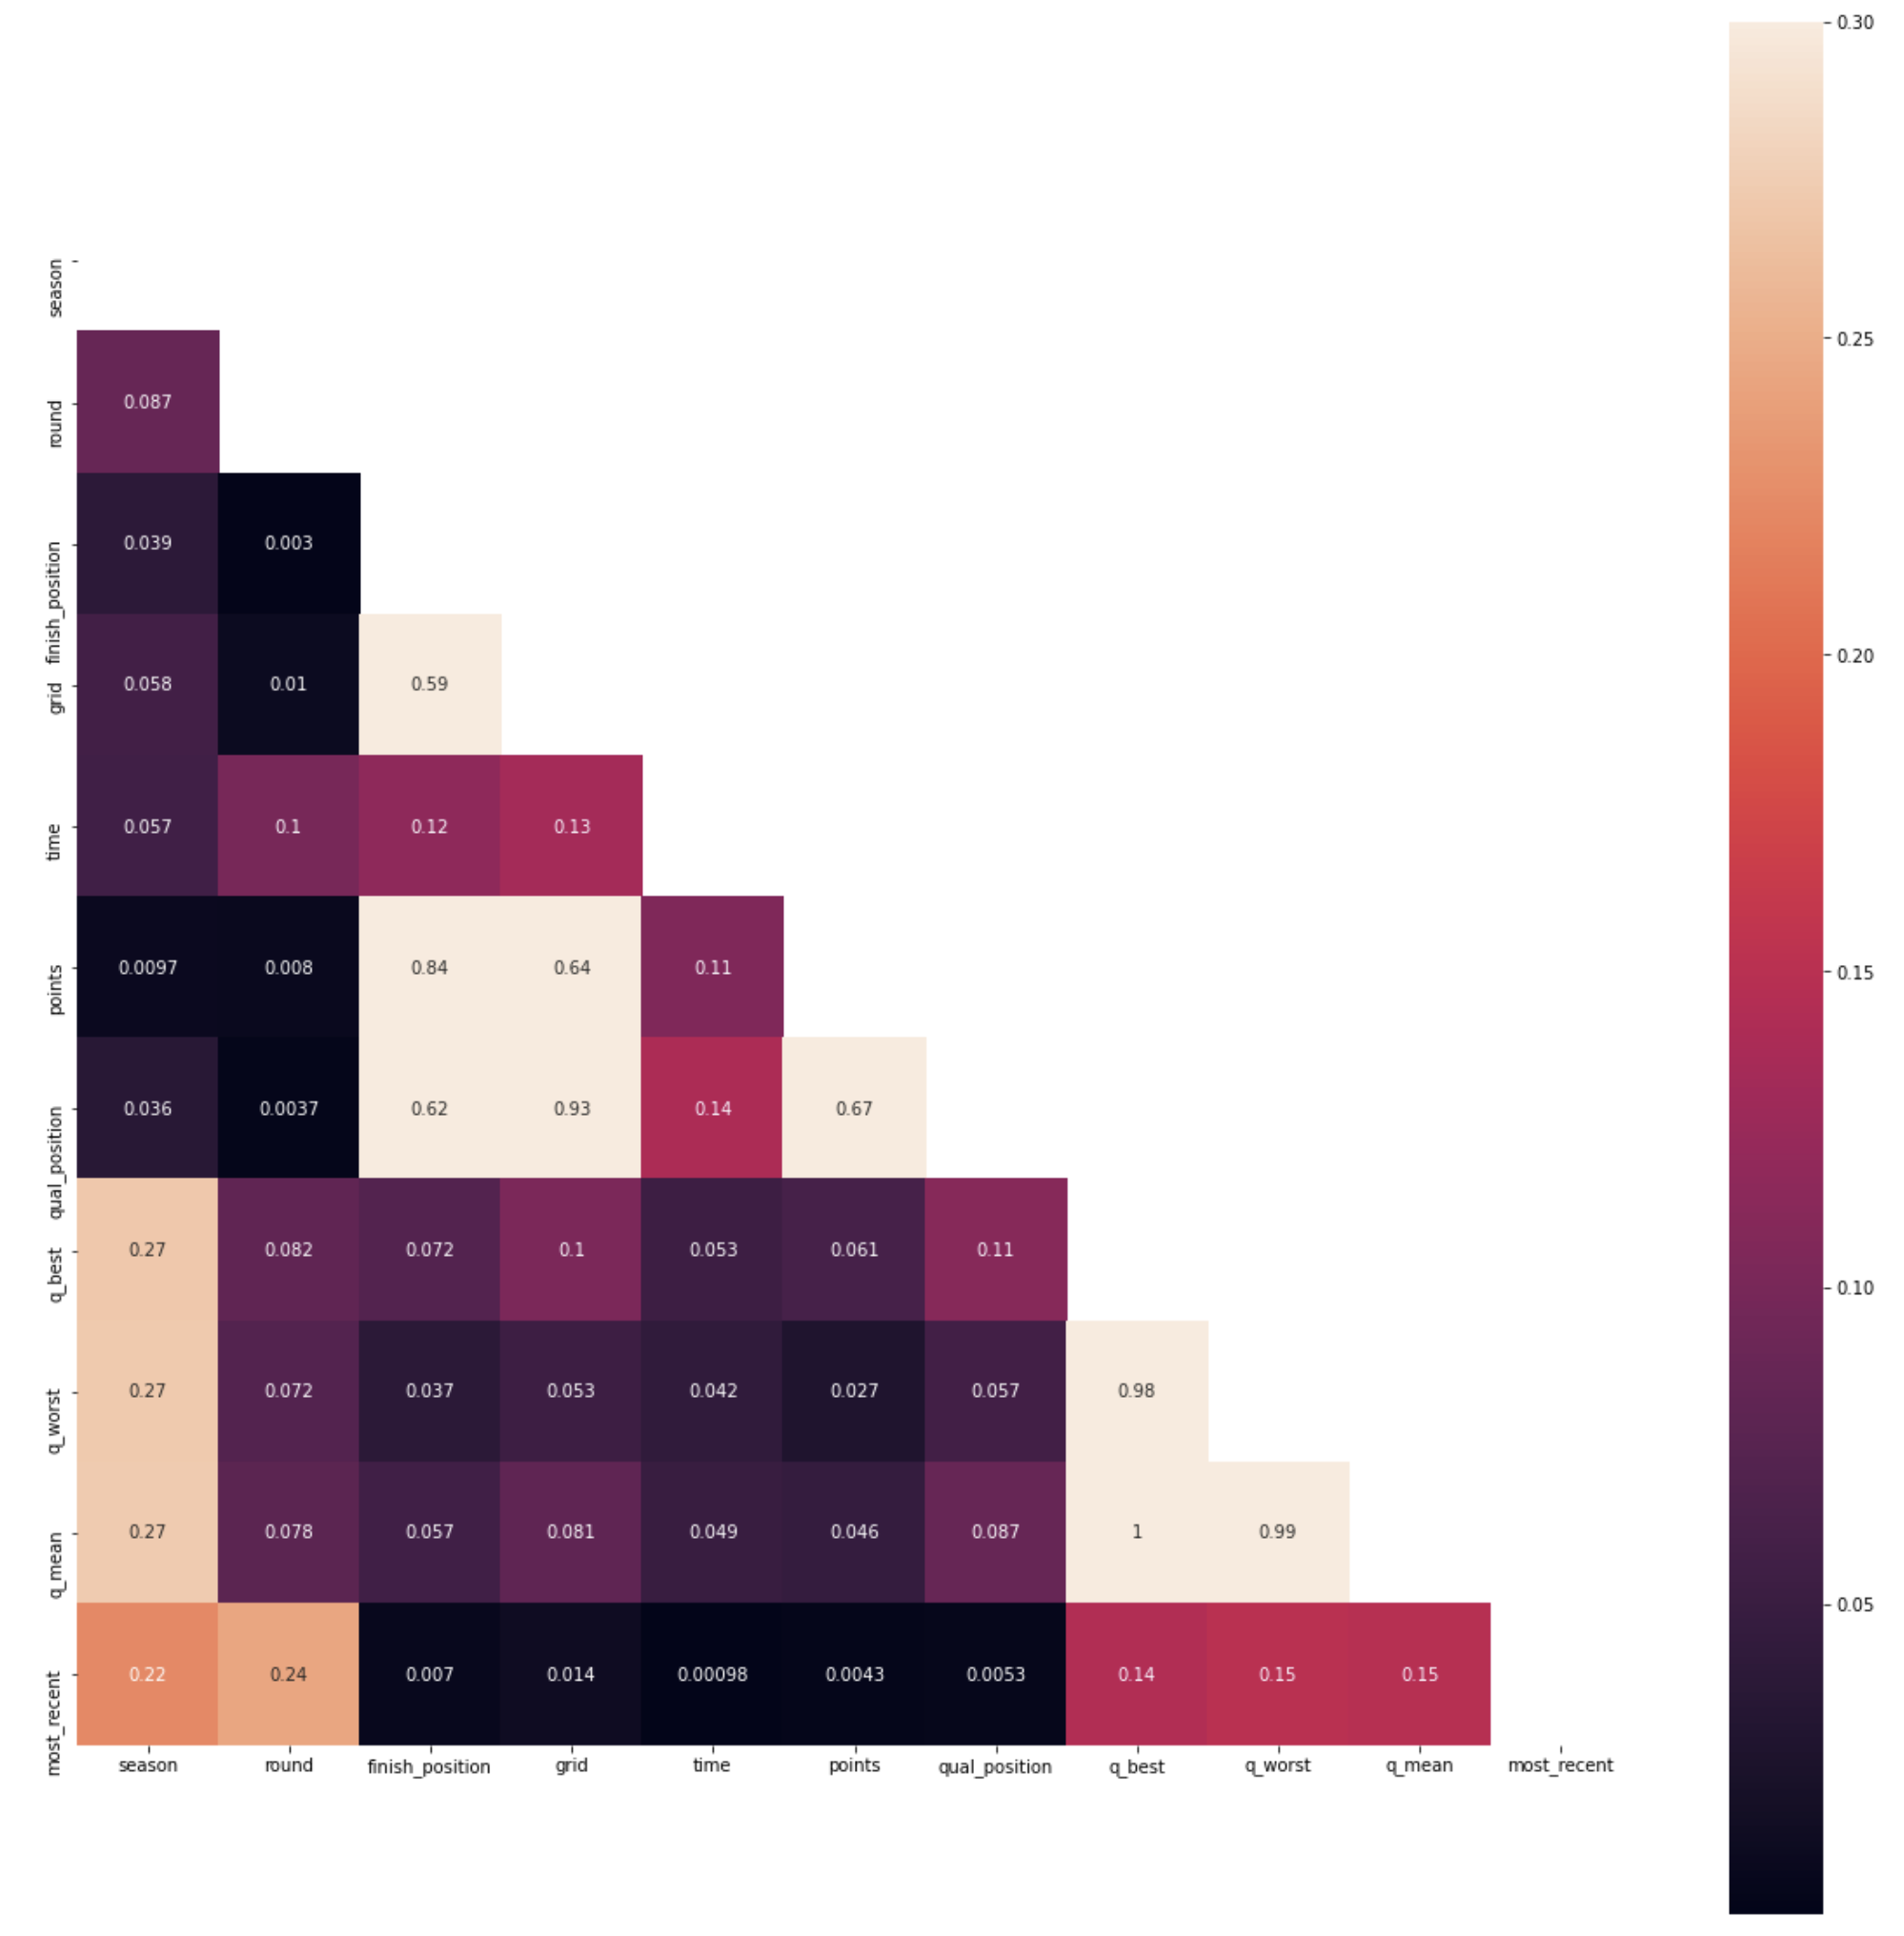 0.30
season
round 0.087
finish_position 0.039 0.003
grid 0.058 0.01 0.59
time 0.057 0.1 0.12 0.13
points 0.0097 0.008 0.84 0.64 0.11
qual_position 0.036 0.0037 0.62 0.93 0.14 0.67
q_best 0.27 0.082 0.072 0.1 0.053 0.061 0.11
q_worst 0.27 0.072 0.037 0.053 0.042 0.027 0.057 0.98
q_mean 0.27 0.078 0.057 0.081 0.049 0.046 0.087 1 0.99
most_recent 0.22 0.24 0.007 0.014 0.00098 0.0043 0.0053 0.14 0.15 0.15
season round finish_position grid time points qual_position q_best q_worst q_mean most_recent
0.25
0.20
0.15
0.10
0.05